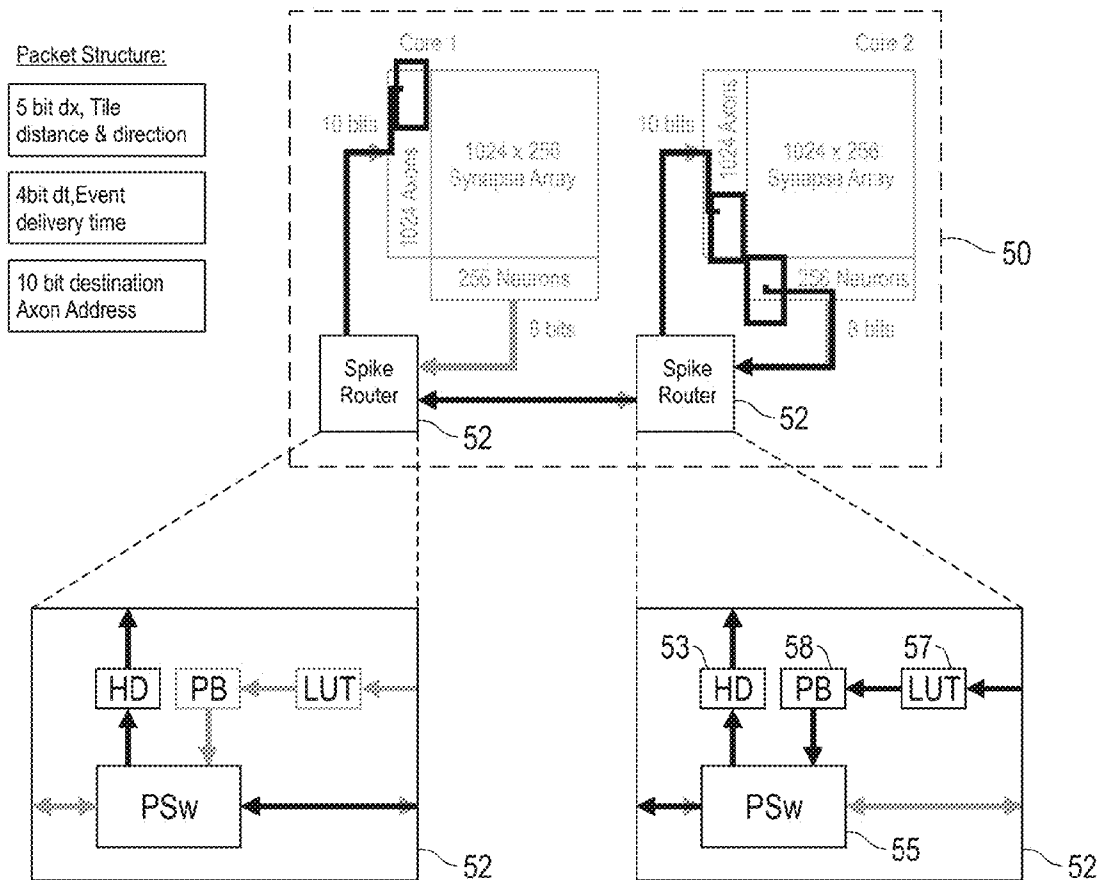 Packet Structure:
5 bit dx, Tile
distance & direction
4bit dt,Event
delivery time
10 bit destination
Axon Address
Core 1
Core 2
10 bits
1024 Axons
1024 x 256
Synapse Array
256 Neurons
8 bits
10 bits
1024 Axons
1024 x 256
Synapse Array
256 Neurons
8 bits
50
Spike
Router
52
Spike
Router
52
HD
PB
LUT
PSw
52
53
HD
58
PB
57
LUT
PSw
55
52